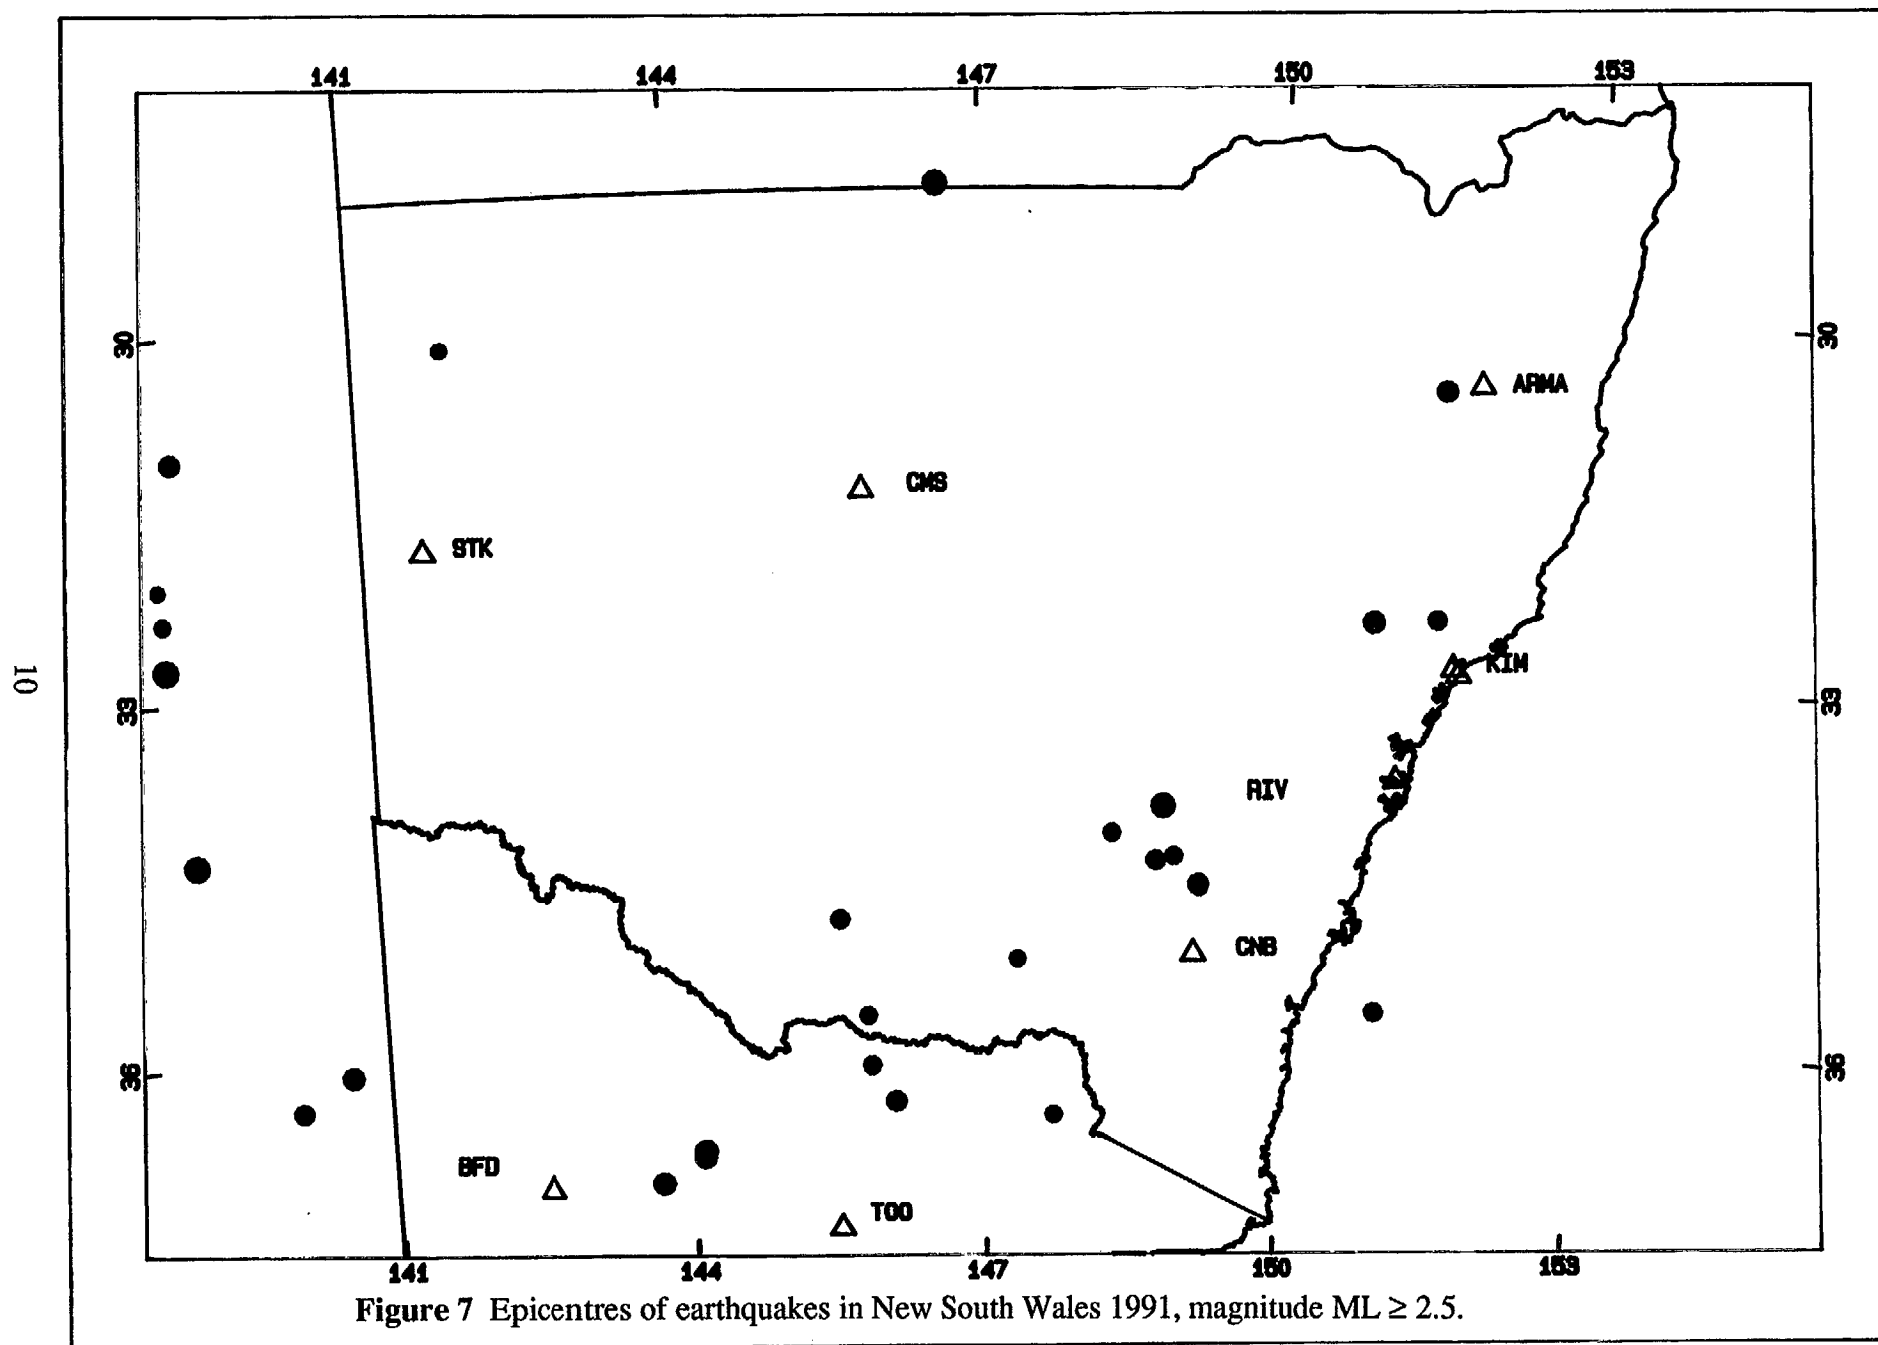 141 144 147 150 153
30 30
ARMA
CMS
STK
KIM
33 33
RIV
CNB
36 36
BFD
TOO
141 144 147 150 153
Figure 7 Epicentres of earthquakes in New South Wales 1991, magnitude ML ≥ 2.5.
10